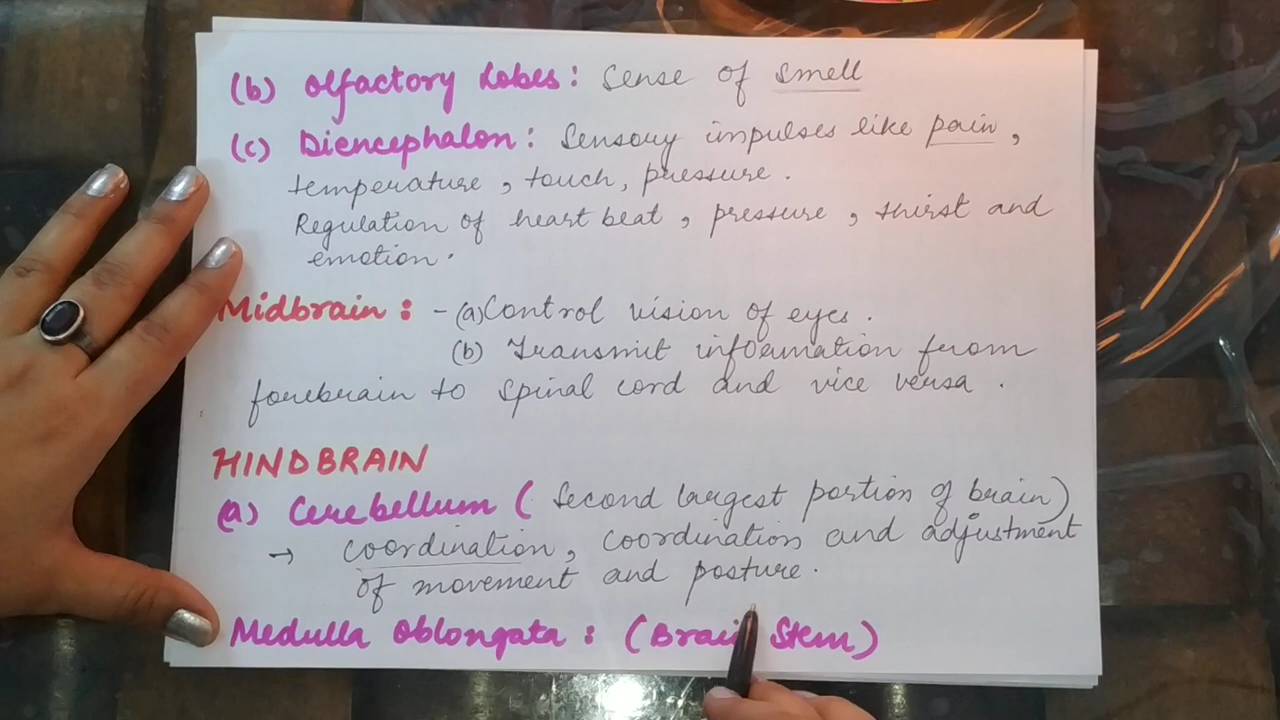 (b) Olfactory Lobes: Sense of smell
(c) Diencephalon: Sensory impulses like pain,
temperature, touch, pressure.
Regulation of heart beat, pressure, thirst and
emotion.
Midbrain: - (a) Control vision of eyes.
(b) Transmit information from
forebrain to spinal cord and vice versa.
HINDBRAIN
(a) Cerebellum (Second largest portion of brain)
→ coordination, coordination and adjustment
of movement and posture.
Medulla Oblongata: (Brain Stem)